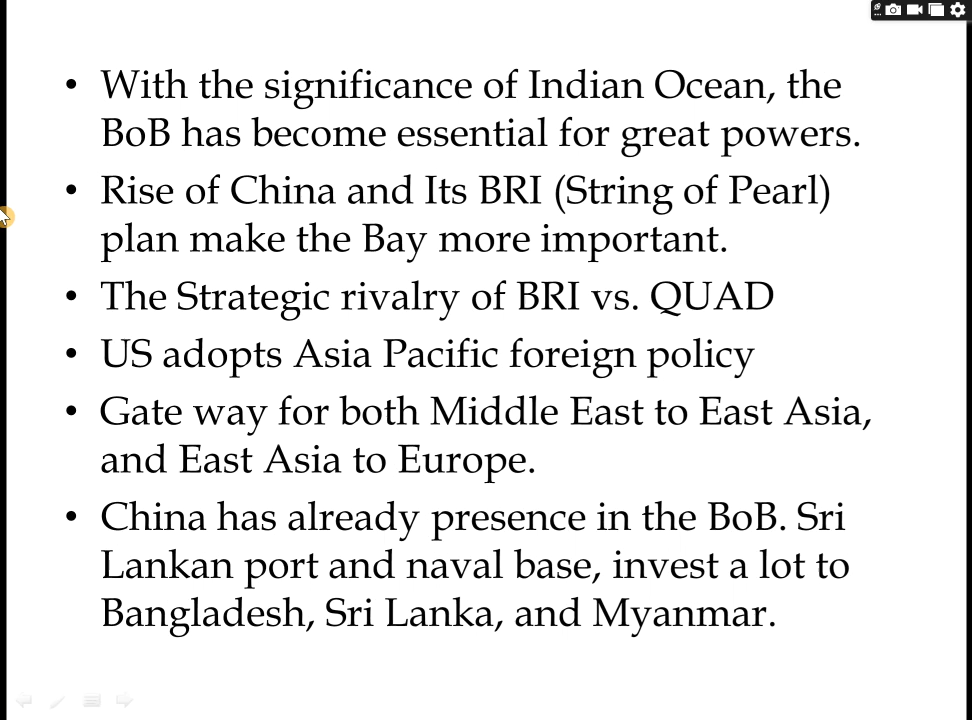 • With the significance of Indian Ocean, the
BoB has become essential for great powers.
• Rise of China and Its BRI (String of Pearl)
plan make the Bay more important.
• The Strategic rivalry of BRI vs. QUAD
• US adopts Asia Pacific foreign policy
• Gate way for both Middle East to East Asia,
and East Asia to Europe.
• China has already presence in the BoB. Sri
Lankan port and naval base, invest a lot to
Bangladesh, Sri Lanka, and Myanmar.